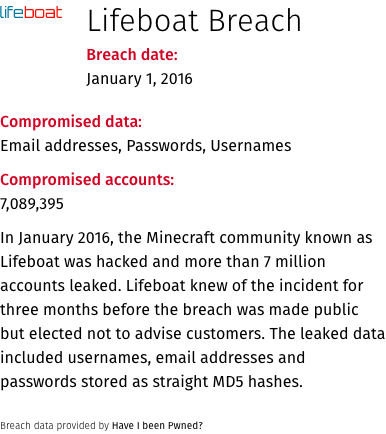 lifeboat
Lifeboat Breach
Breach date:
January 1, 2016
Compromised data:
Email addresses, Passwords, Usernames
Compromised accounts:
7,089,395
In January 2016, the Minecraft community known as
Lifeboat was hacked and more than 7 million
accounts leaked. Lifeboat knew of the incident for
three months before the breach was made public
but elected not to advise customers. The leaked data
included usernames, email addresses and
passwords stored as straight MD5 hashes.
Breach data provided by Have I been Pwned?